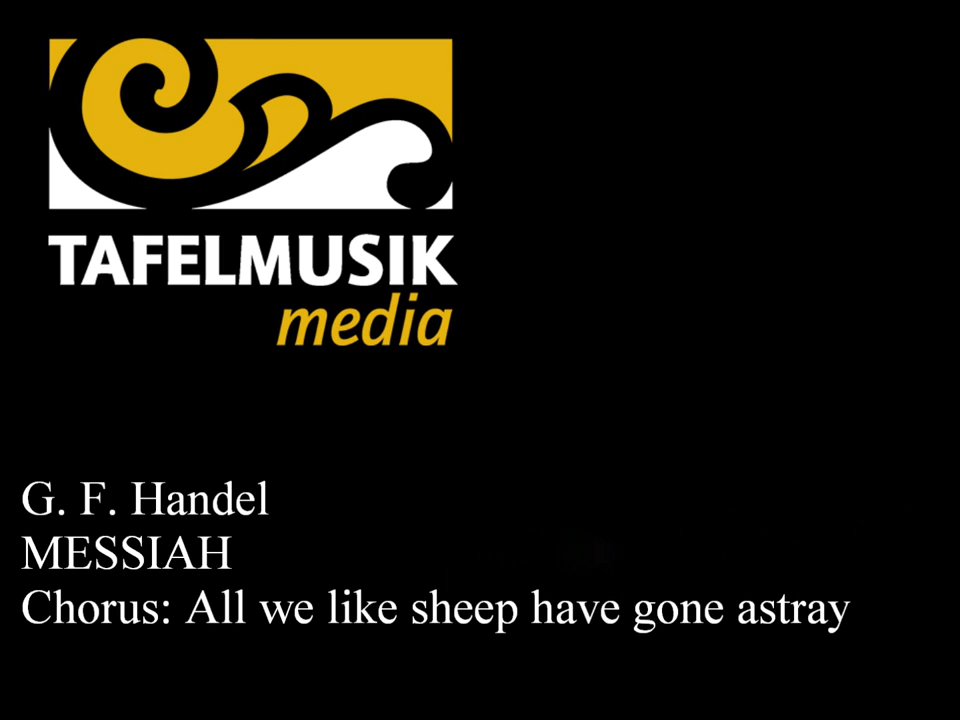 TAFELMUSIK
media
G. F. Handel
MESSIAH
Chorus: All we like sheep have gone astray